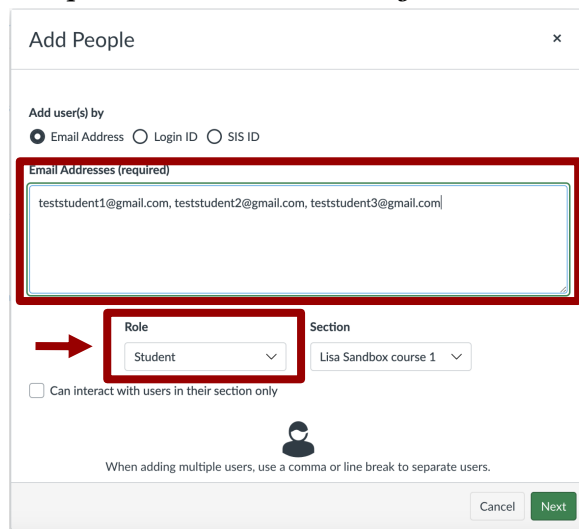 Add People
×
Add user(s) by
Email Address Login ID SIS ID
Email Addresses (required)
teststudent1@gmail.com, teststudent2@gmail.com, teststudent3@gmail.com
Role Section
Student Lisa Sandbox course 1
Can interact with users in their section only
When adding multiple users, use a comma or line break to separate users.
Cancel Next